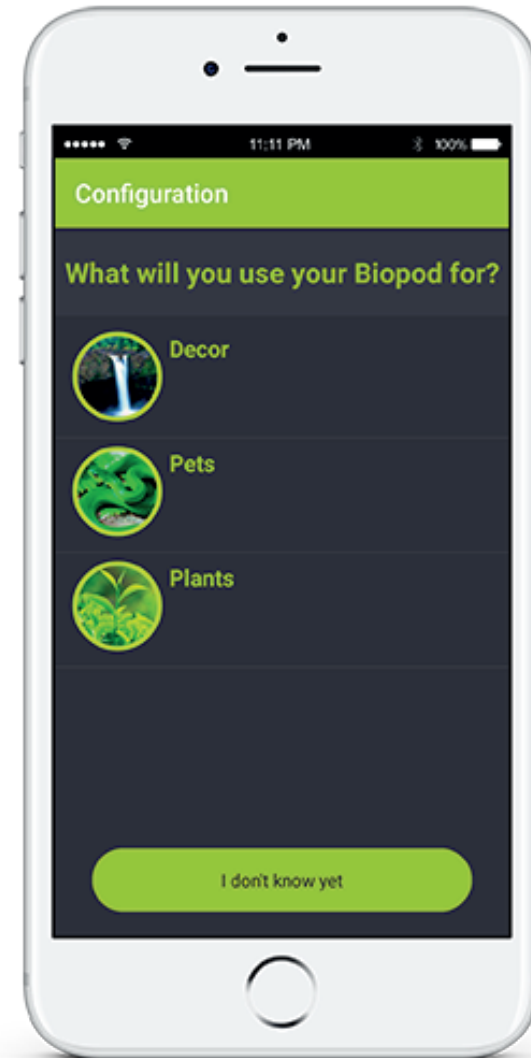 11:11 PM
100%
Configuration
What will you use your Biopod for?
Decor
Pets
Plants
I don't know yet